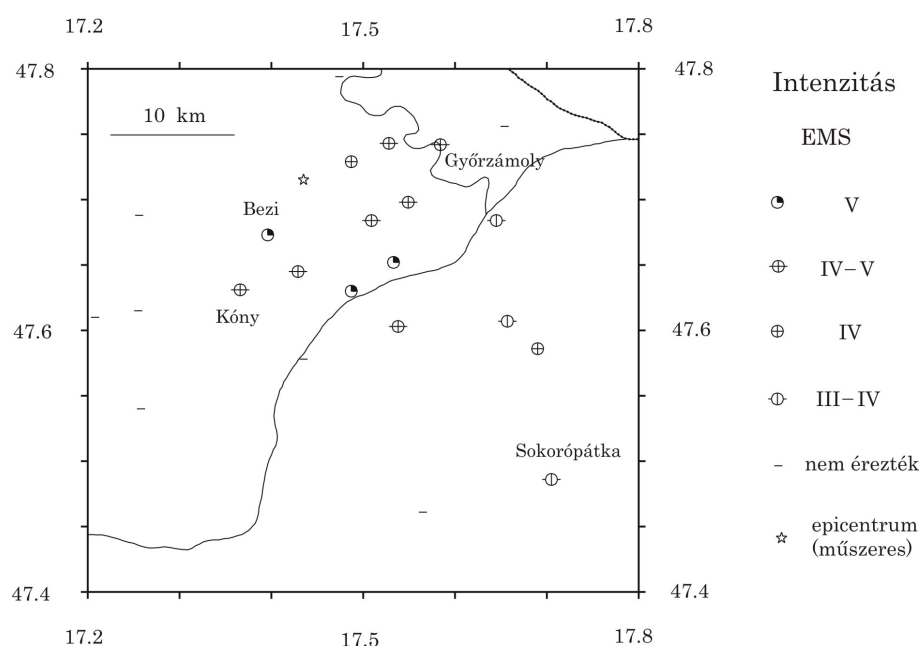 17.2
17.5
17.8
47.8
47.8
10 km
Győrzámoly
Bezi
Kóny
47.6
47.6
Sokorópátka
47.4
47.4
17.2
17.5
17.8
Intenzitás
EMS
V
IV–V
IV
III–IV
nem érezték
epicentrum
(műszeres)